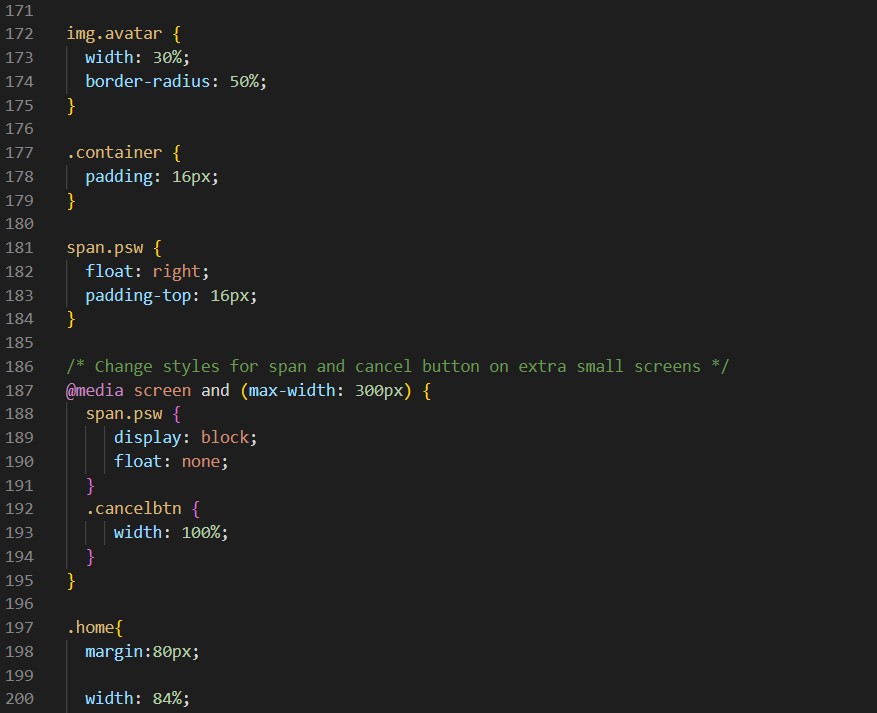 171
172 img.avatar {
173   width: 30%;
174   border-radius: 50%;
175 }
176
177 .container {
178   padding: 16px;
179 }
180
181 span.psw {
182   float: right;
183   padding-top: 16px;
184 }
185
186 /* Change styles for span and cancel button on extra small screens */
187 @media screen and (max-width: 300px) {
188   span.psw {
189      display: block;
190      float: none;
191   }
192   .cancelbtn {
193      width: 100%;
194   }
195 }
196
197 .home{
198   margin:80px;
199
200   width: 84%;